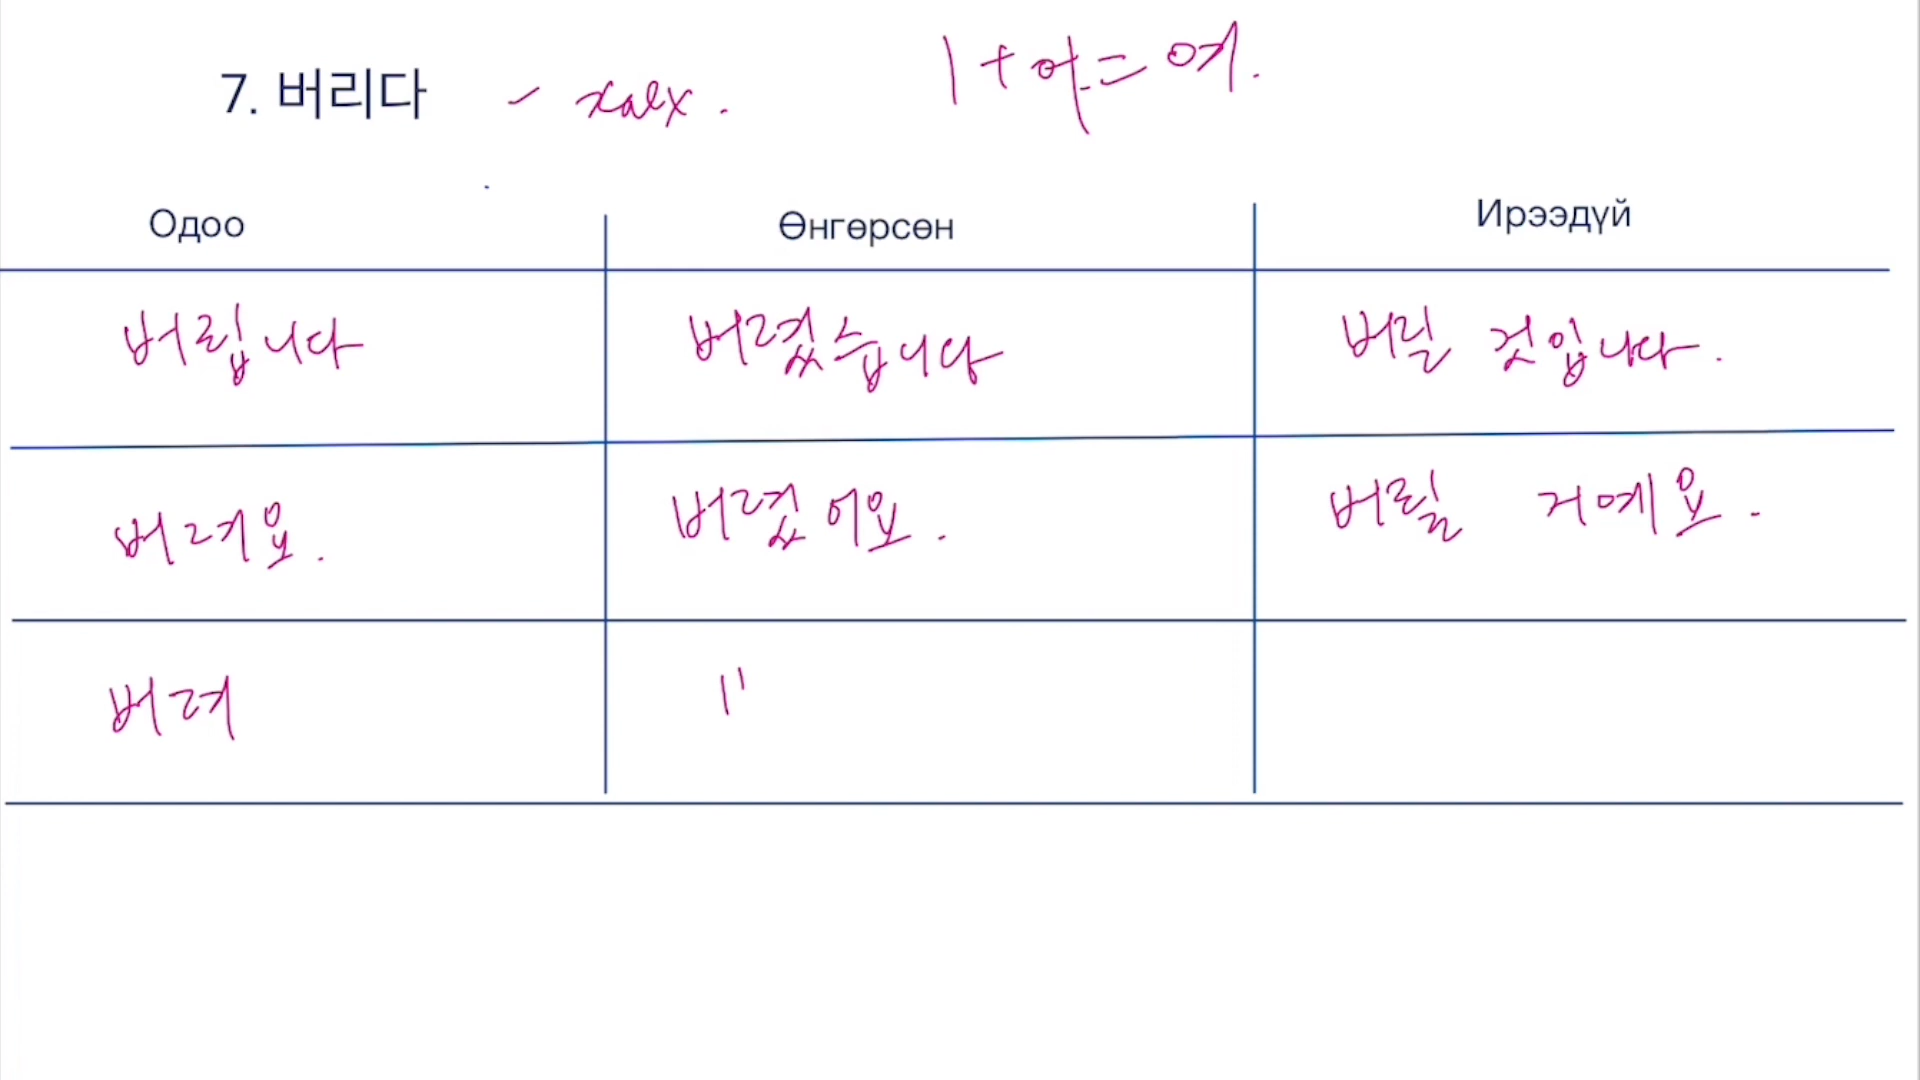 7. 버리다 - хаях. ㅣ+어.=여.
Одоо Өнгөрсөн Ирээдүй
버립니다 버렸습니다 버릴 것입니다.
버려요. 버렸어요. 버릴 거예요.
버려